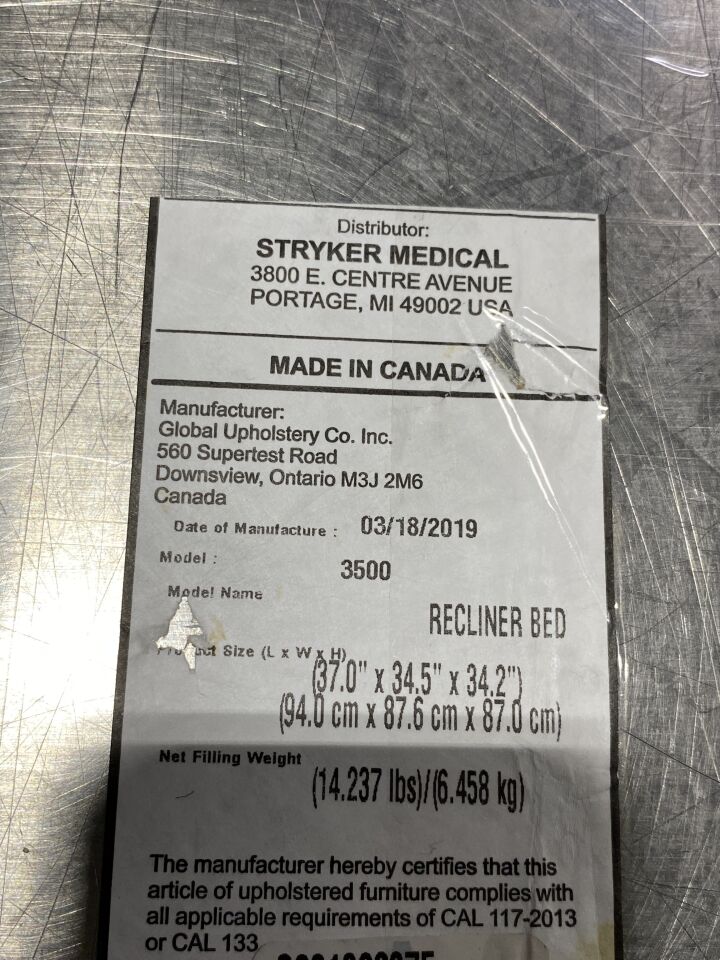 Distributor:
STRYKER MEDICAL
3800 E. CENTRE AVENUE
PORTAGE, MI 49002 USA
MADE IN CANADA
Manufacturer:
Global Upholstery Co. Inc.
560 Supertest Road
Downsview, Ontario M3J 2M6
Canada
Date of Manufacture : 03/18/2019
Model :
3500
Model Name
RECLINER BED
Size (L x W x H)
(37.0" x 34.5" x 34.2")
(94.0 cm x 87.6 cm x 87.0 cm)
Net Filling Weight
(14.237 lbs)/(6.458 kg)
The manufacturer hereby certifies that this
article of upholstered furniture complies with
all applicable requirements of CAL 117-2013
or CAL 133